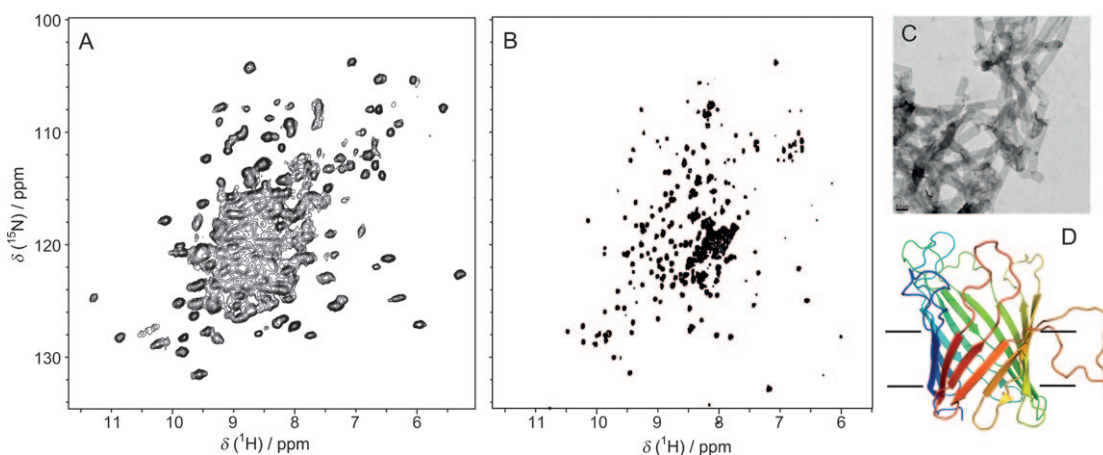 A
B
C
D
100
110
120
130
δ (¹⁵N) / ppm
11 10 9 8 7 6
δ (¹H) / ppm
11 10 9 8 7 6
δ (¹H) / ppm